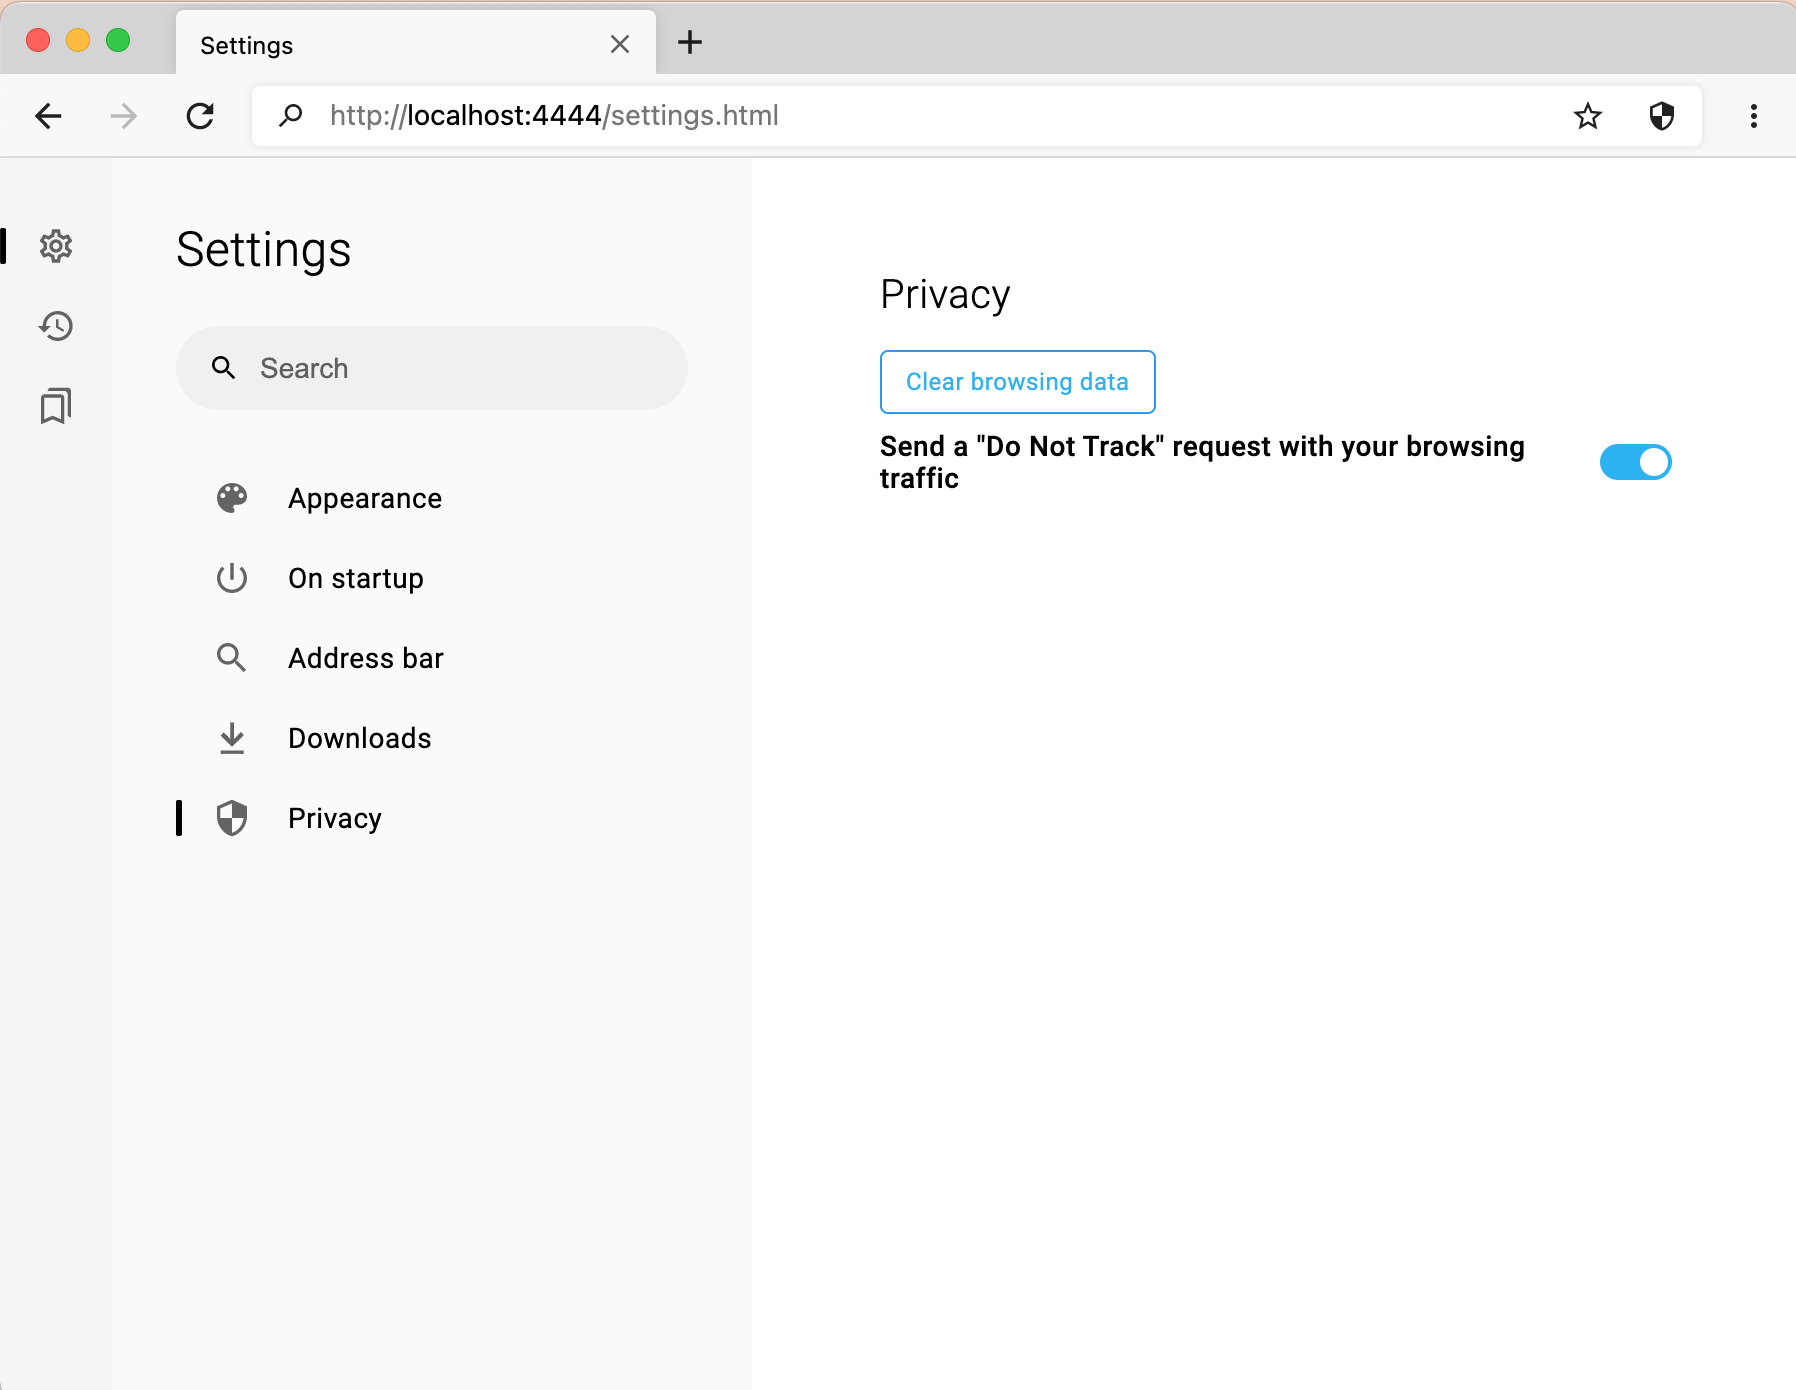 Settings
http://localhost:4444/settings.html
Settings
Search
Appearance
On startup
Address bar
Downloads
Privacy
Privacy
Clear browsing data
Send a "Do Not Track" request with your browsing
traffic